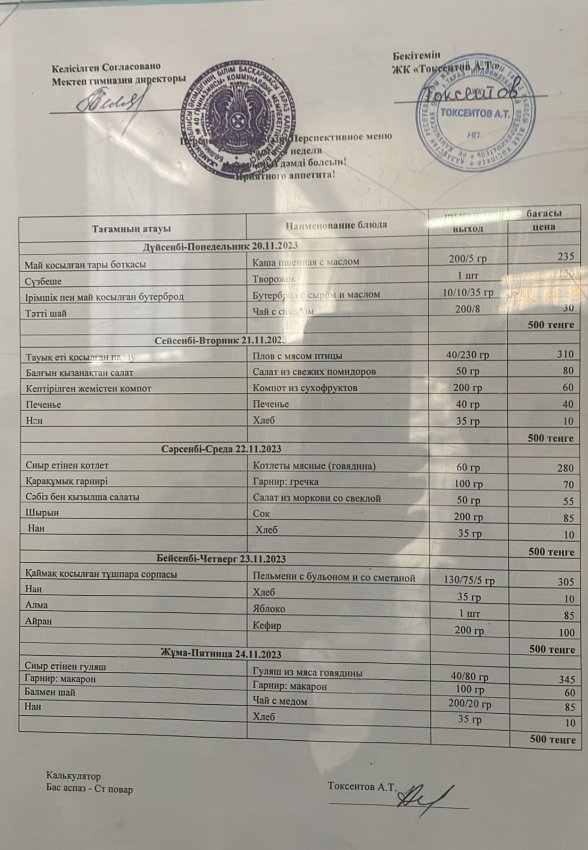 Келісілген Согласовано
Мектеп гимназия директоры
Бекітемін
ЖК «Токсеитов А.Т.»
Токсеитов
ТОКСЕИТОВ А.Т.
ИП
Перспективное меню
неделя
дәмді болсын!
Приятного аппетита!
Тағамның атауы Наименование блюда выход бағасы цена
Дүйсенбі-Понедельник 20.11.2023
Май қосылған тары ботқасы Каша пшенная с маслом 200/5 гр 235
Сүзбеше Творожок 1 шт
Ірімшік пен май қосылған бутерброд Бутерброд с сыром и маслом 10/10/35 гр
Тәтті шай Чай с сахаром 200/8 30
500 теңге
Сейсенбі-Вторник 21.11.2023
Тауық еті қосылған палау Плов с мясом птицы 40/230 гр 310
Балғын қызанақтан салат Салат из свежих помидоров 50 гр 80
Кептірілген жемістен компот Компот из сухофруктов 200 гр 60
Печенье Печенье 40 гр 40
Нан Хлеб 35 гр 10
500 теңге
Сәрсенбі-Среда 22.11.2023
Сиыр етінен котлет Котлеты мясные (говядина) 60 гр 280
Қарақұмық гарнирі Гарнир: гречка 100 гр 70
Сәбіз бен қызылша салаты Салат из моркови со свеклой 50 гр 55
Шырын Сок 200 гр 85
Нан Хлеб 35 гр 10
500 теңге
Бейсенбі-Четверг 23.11.2023
Қаймақ қосылған тұшпара сорпасы Пельмени с бульоном и со сметаной 130/75/5 гр 305
Нан Хлеб 35 гр 10
Алма Яблоко 1 шт 85
Айран Кефир 200 гр 100
500 теңге
Жұма-Пятница 24.11.2023
Сиыр етінен гуляш Гуляш из мяса говядины 40/80 гр 345
Гарнир: макарон Гарнир: макарон 100 гр 60
Балмен шай Чай с медом 200/20 гр 85
Нан Хлеб 35 гр 10
500 теңге
Калькулятор
Бас аспаз - Ст повар
Токсеитов А.Т.